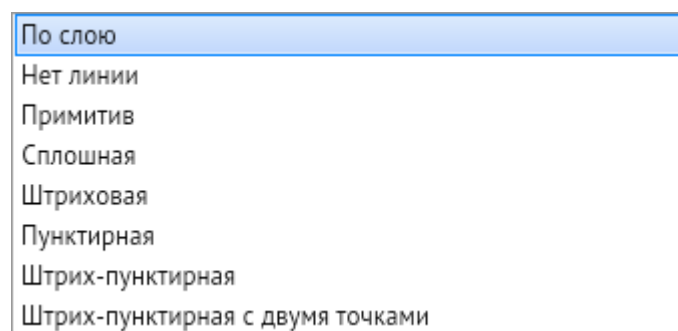 По слою
Нет линии
Примитив
Сплошная
Штриховая
Пунктирная
Штрих-пунктирная
Штрих-пунктирная с двумя точками